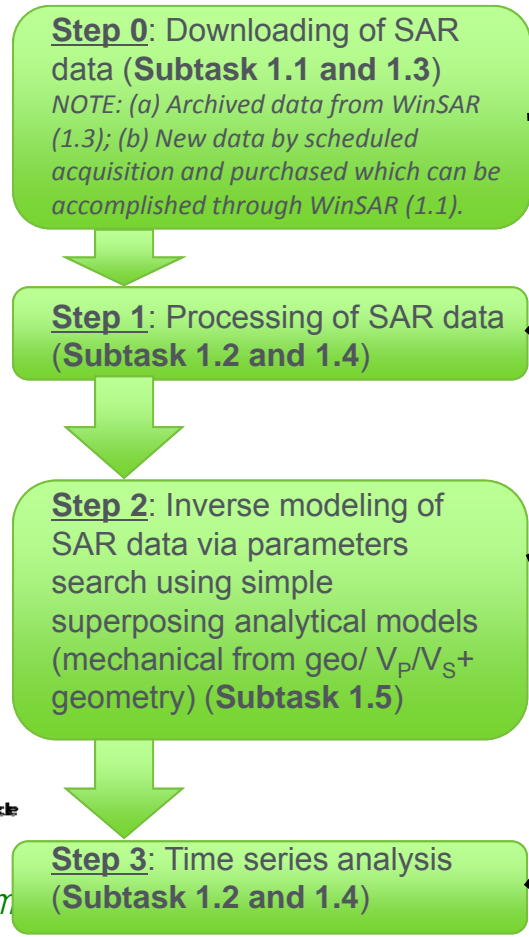 Step 0: Downloading of SAR
data (Subtask 1.1 and 1.3)
NOTE: (a) Archived data from WinSAR
(1.3); (b) New data by scheduled
acquisition and purchased which can be
accomplished through WinSAR (1.1).
Step 1: Processing of SAR data
(Subtask 1.2 and 1.4)
Step 2: Inverse modeling of
SAR data via parameters
search using simple
superposing analytical models
(mechanical from geo/ VP/VS+
geometry) (Subtask 1.5)
Step 3: Time series analysis
(Subtask 1.2 and 1.4)